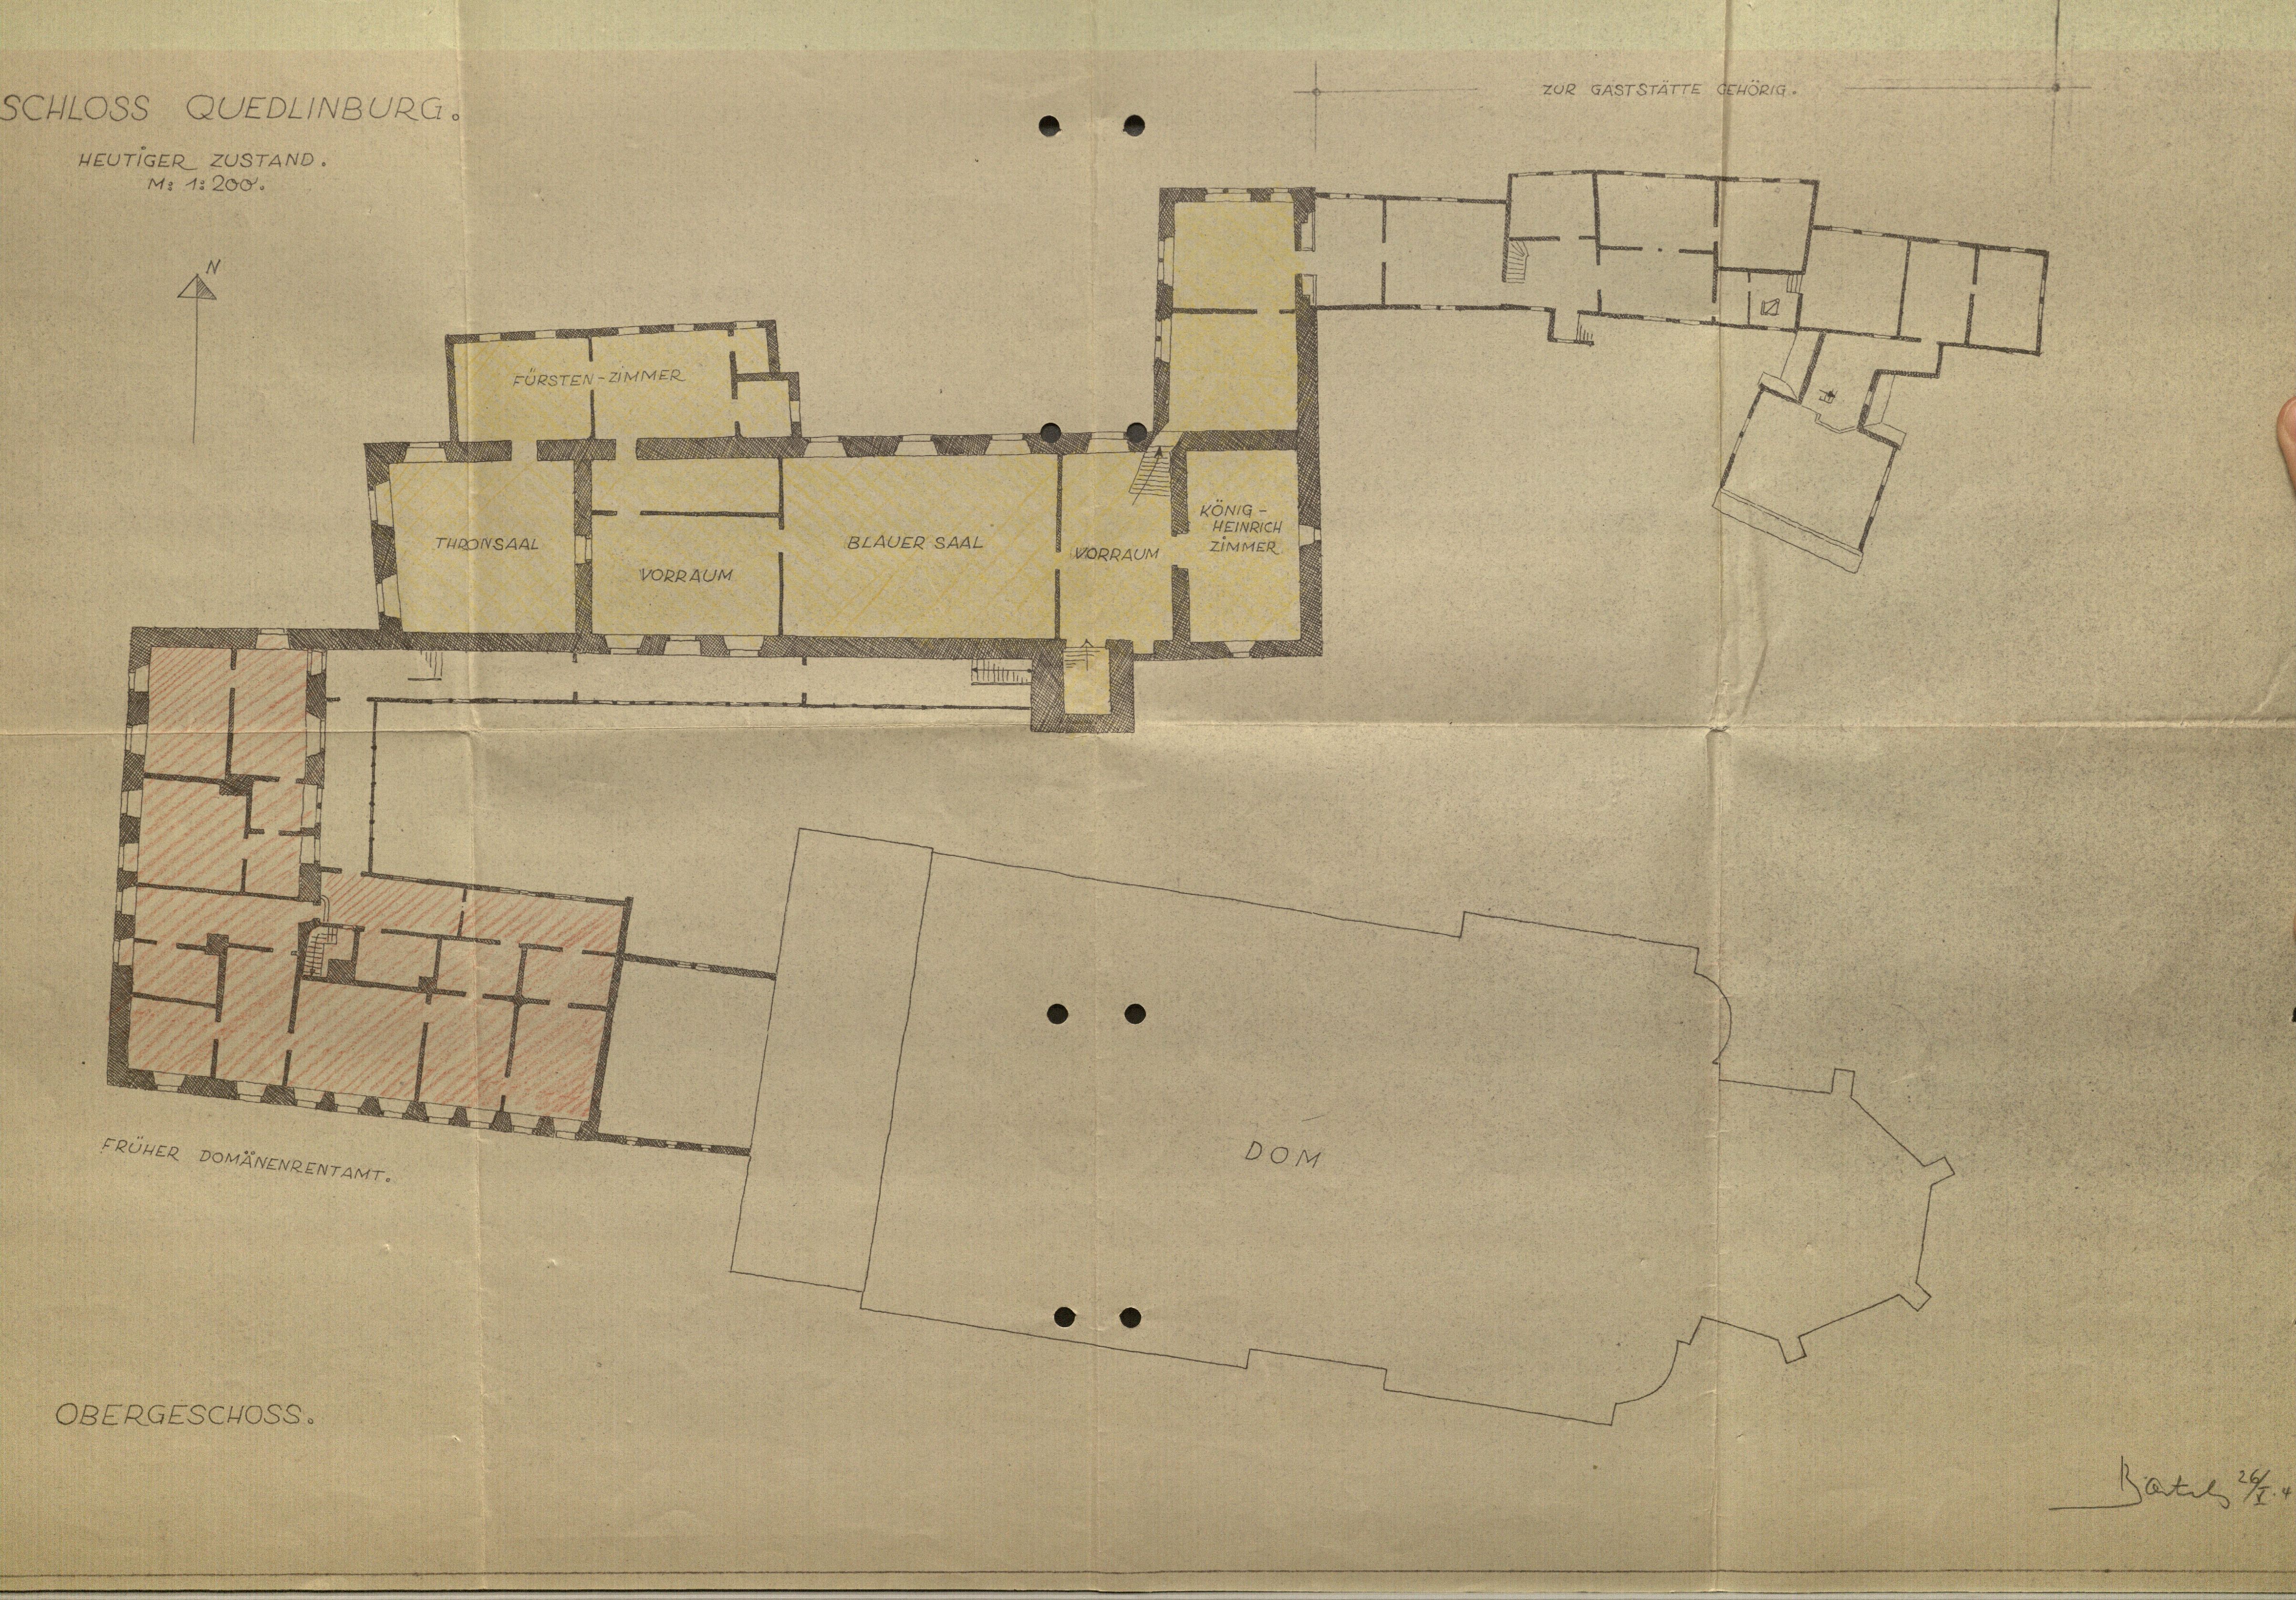 SCHLOSS QUEDLINBURG.
HEUTIGER ZUSTAND.
M: 1:200.
ZUR GASTSTÄTTE GEHÖRIG.
N
FÜRSTEN-ZIMMER
THRONSAAL
VORRAUM
BLAUER SAAL
VORRAUM
KÖNIG-
HEINRICH
ZIMMER
FRÜHER DOMÄNENRENTAMT.
DOM
OBERGESCHOSS.
26/X.4